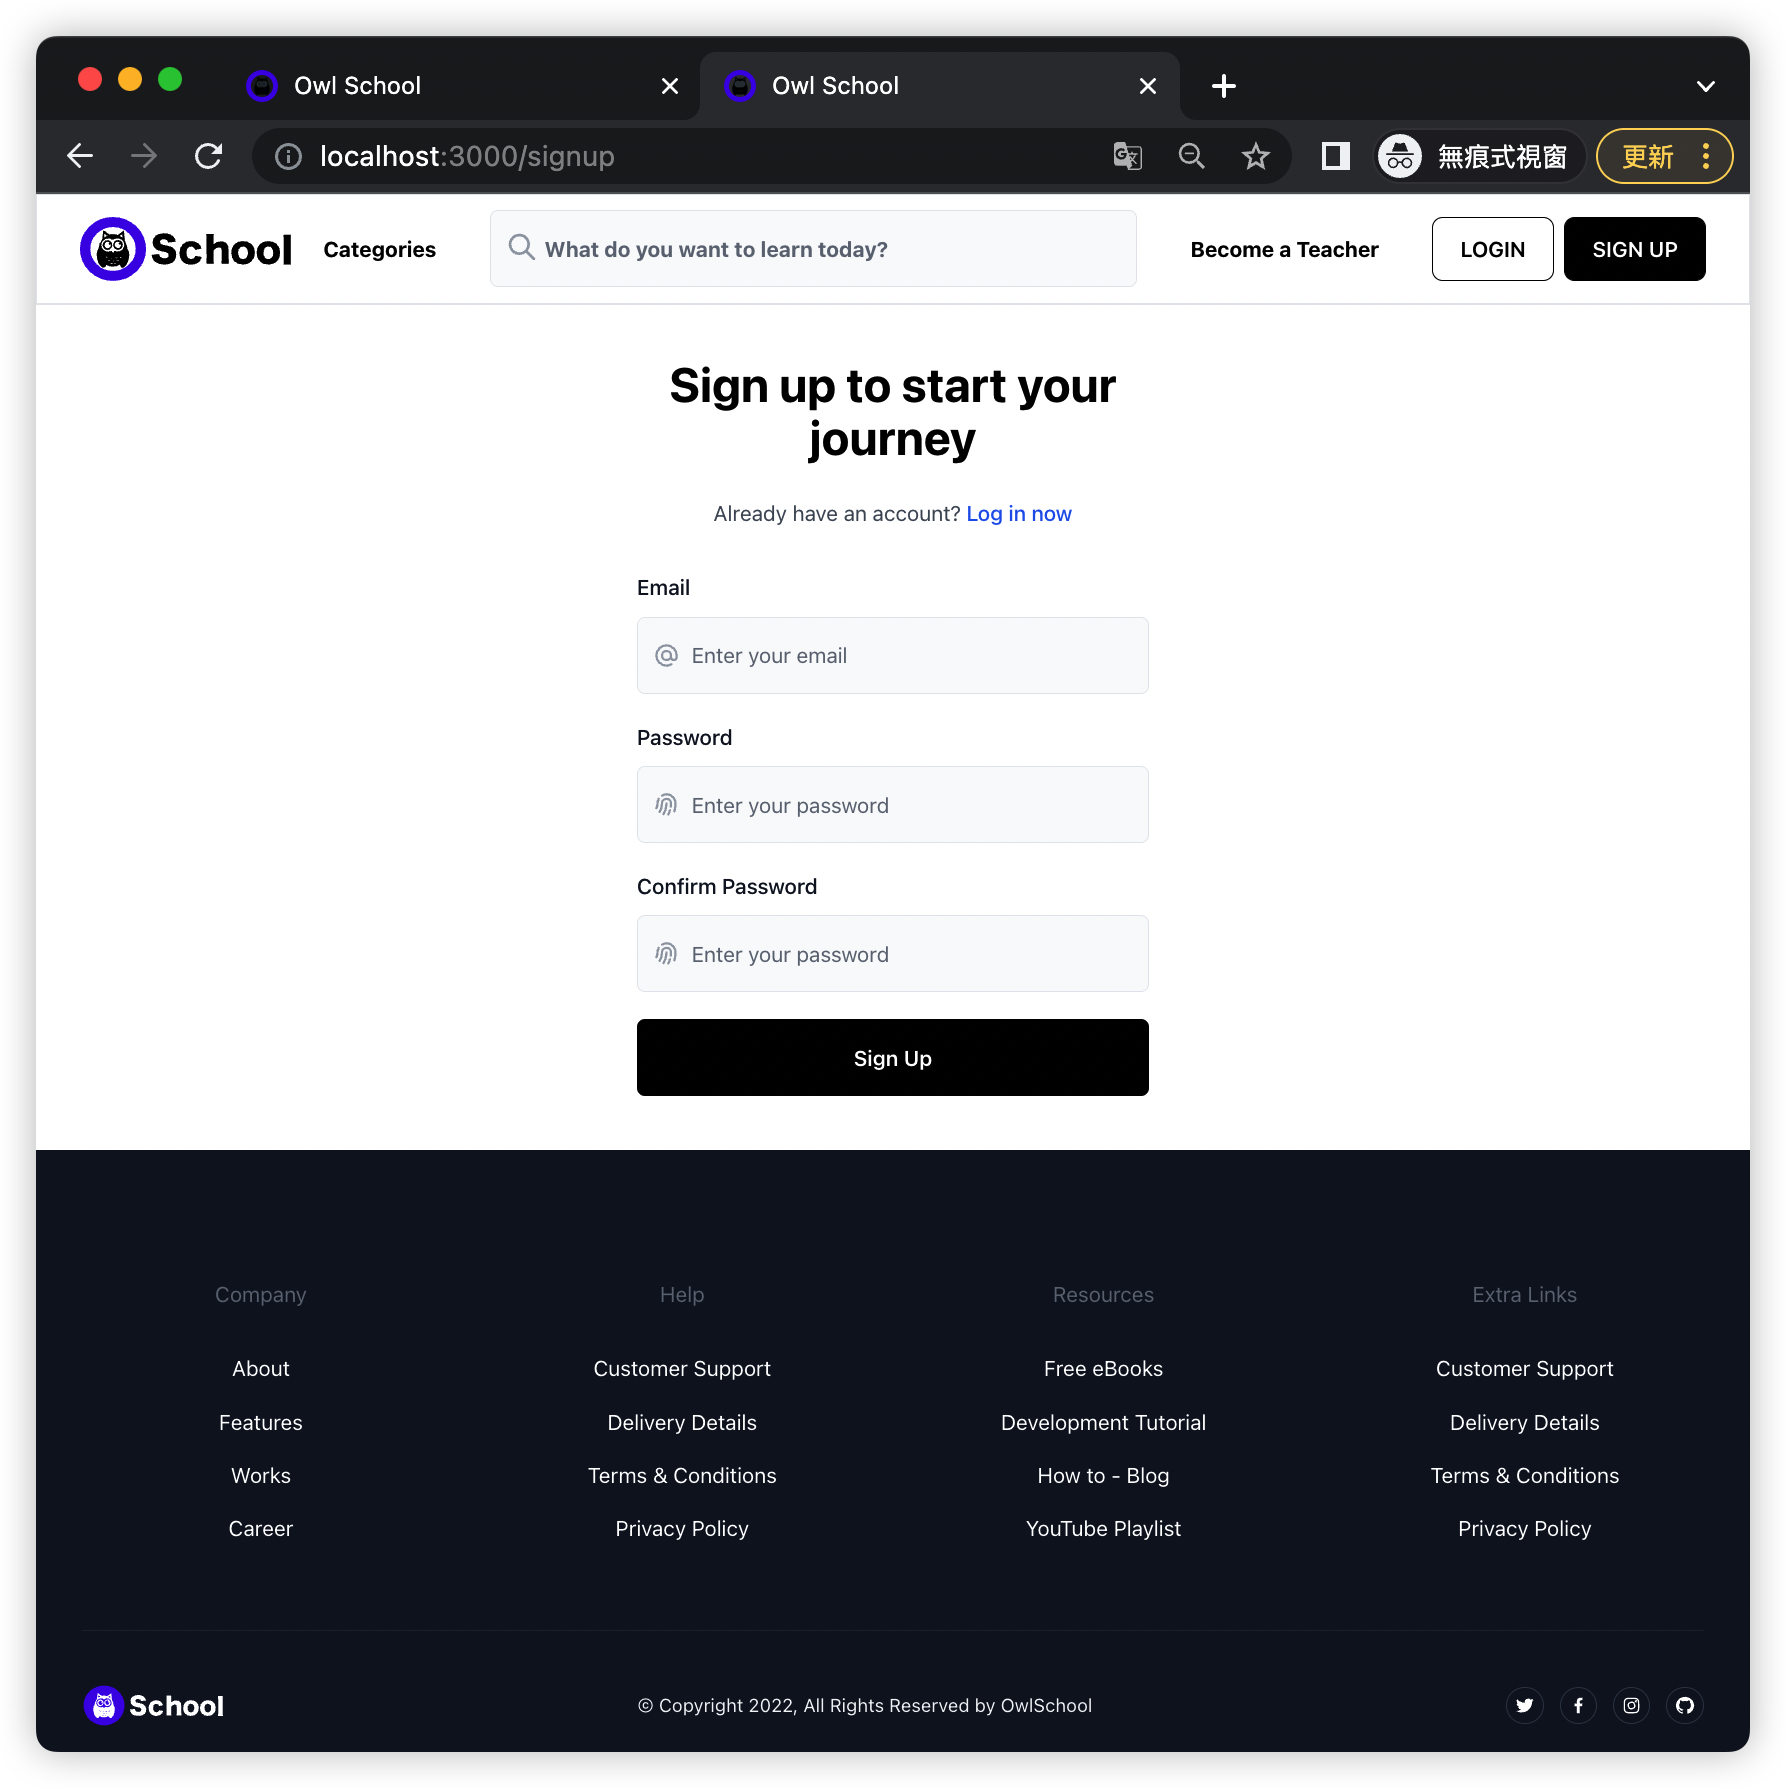 Owl School
Owl School
localhost:3000/signup
無痕式視窗
更新
School
Categories
What do you want to learn today?
Become a Teacher
LOGIN
SIGN UP
Sign up to start your
journey
Already have an account? Log in now
Email
Enter your email
Password
Enter your password
Confirm Password
Enter your password
Sign Up
Company
About
Features
Works
Career
Help
Customer Support
Delivery Details
Terms & Conditions
Privacy Policy
Resources
Free eBooks
Development Tutorial
How to - Blog
YouTube Playlist
Extra Links
Customer Support
Delivery Details
Terms & Conditions
Privacy Policy
School
© Copyright 2022, All Rights Reserved by OwlSchool